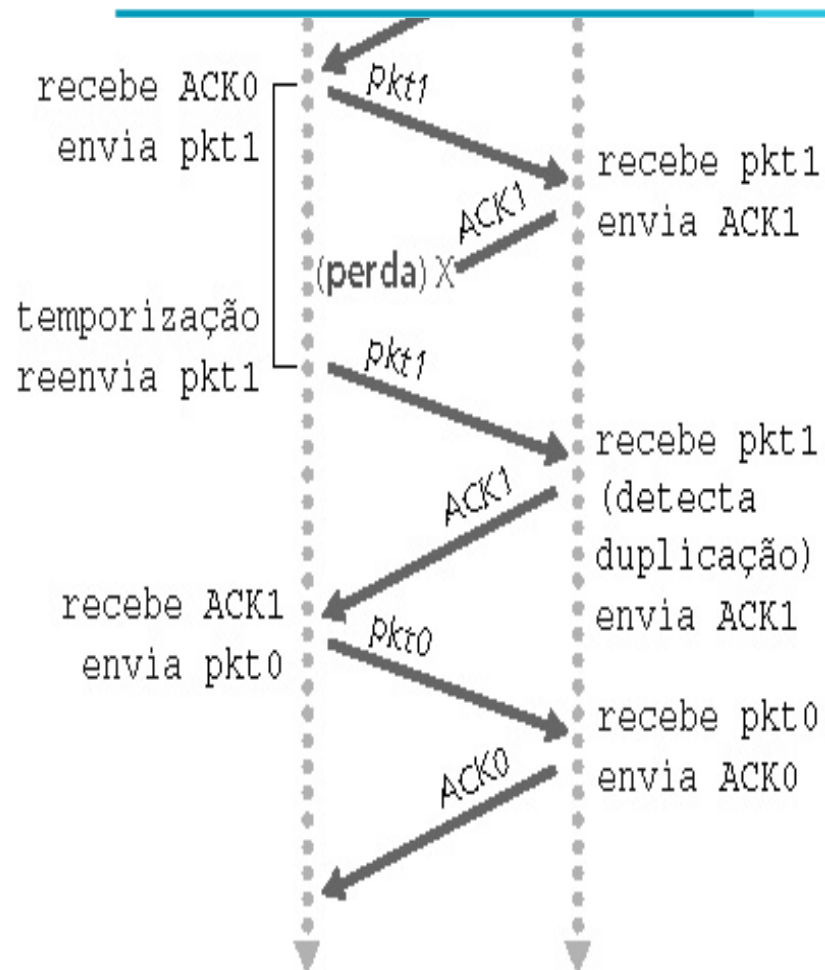 pkt1
recebe ACK0
envia pkt1
recebe pkt1
ACK1
envia ACK1
(perda) X
temporização
pkt1
reenvia pkt1
recebe pkt1
ACK1
(detecta
duplicação)
recebe ACK1
envia ACK1
pkt0
envia pkt0
recebe pkt0
ACK0
envia ACK0